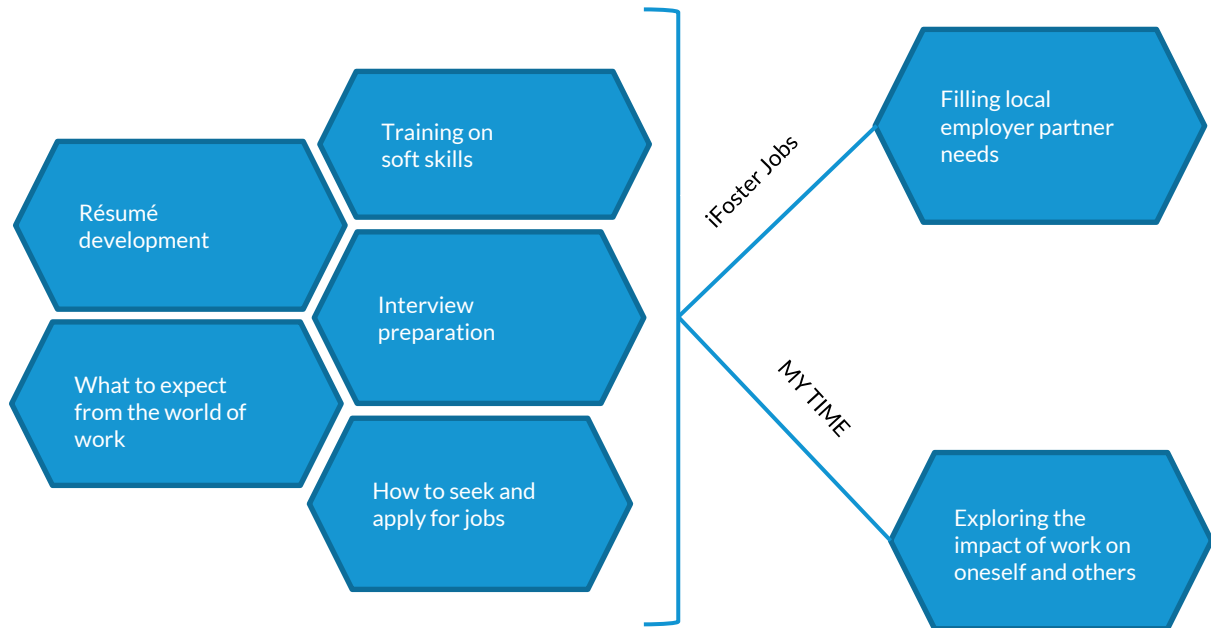 Training on
soft skills
Résumé
development
Interview
preparation
What to expect
from the world of
work
How to seek and
apply for jobs
iFoster Jobs
MY TIME
Filling local
employer partner
needs
Exploring the
impact of work on
oneself and others